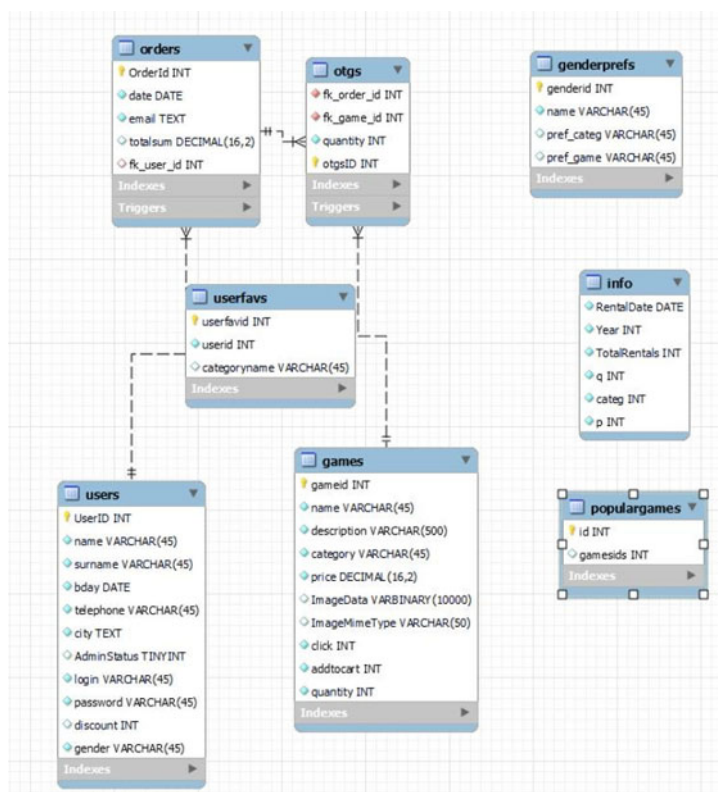 orders
OrderId INT
date DATE
email TEXT
totalsum DECIMAL(16,2)
fk_user_id INT
Indexes
Triggers
otgs
fk_order_id INT
fk_game_id INT
quantity INT
otgsID INT
Indexes
Triggers
genderprefs
genderid INT
name VARCHAR(45)
pref_categ VARCHAR(45)
pref_game VARCHAR(45)
Indexes
userfavs
userfavid INT
userid INT
categoryname VARCHAR(45)
Indexes
info
RentalDate DATE
Year INT
TotalRentals INT
q INT
categ INT
p INT
users
UserID INT
name VARCHAR(45)
surname VARCHAR(45)
bday DATE
telephone VARCHAR(45)
city TEXT
AdminStatus TINYINT
login VARCHAR(45)
password VARCHAR(45)
discount INT
gender VARCHAR(45)
Indexes
games
gameid INT
name VARCHAR(45)
description VARCHAR(500)
category VARCHAR(45)
price DECIMAL(16,2)
ImageData VARBINARY(10000)
ImageMimeType VARCHAR(50)
click INT
addtocart INT
quantity INT
Indexes
populargames
id INT
gamesids INT
Indexes